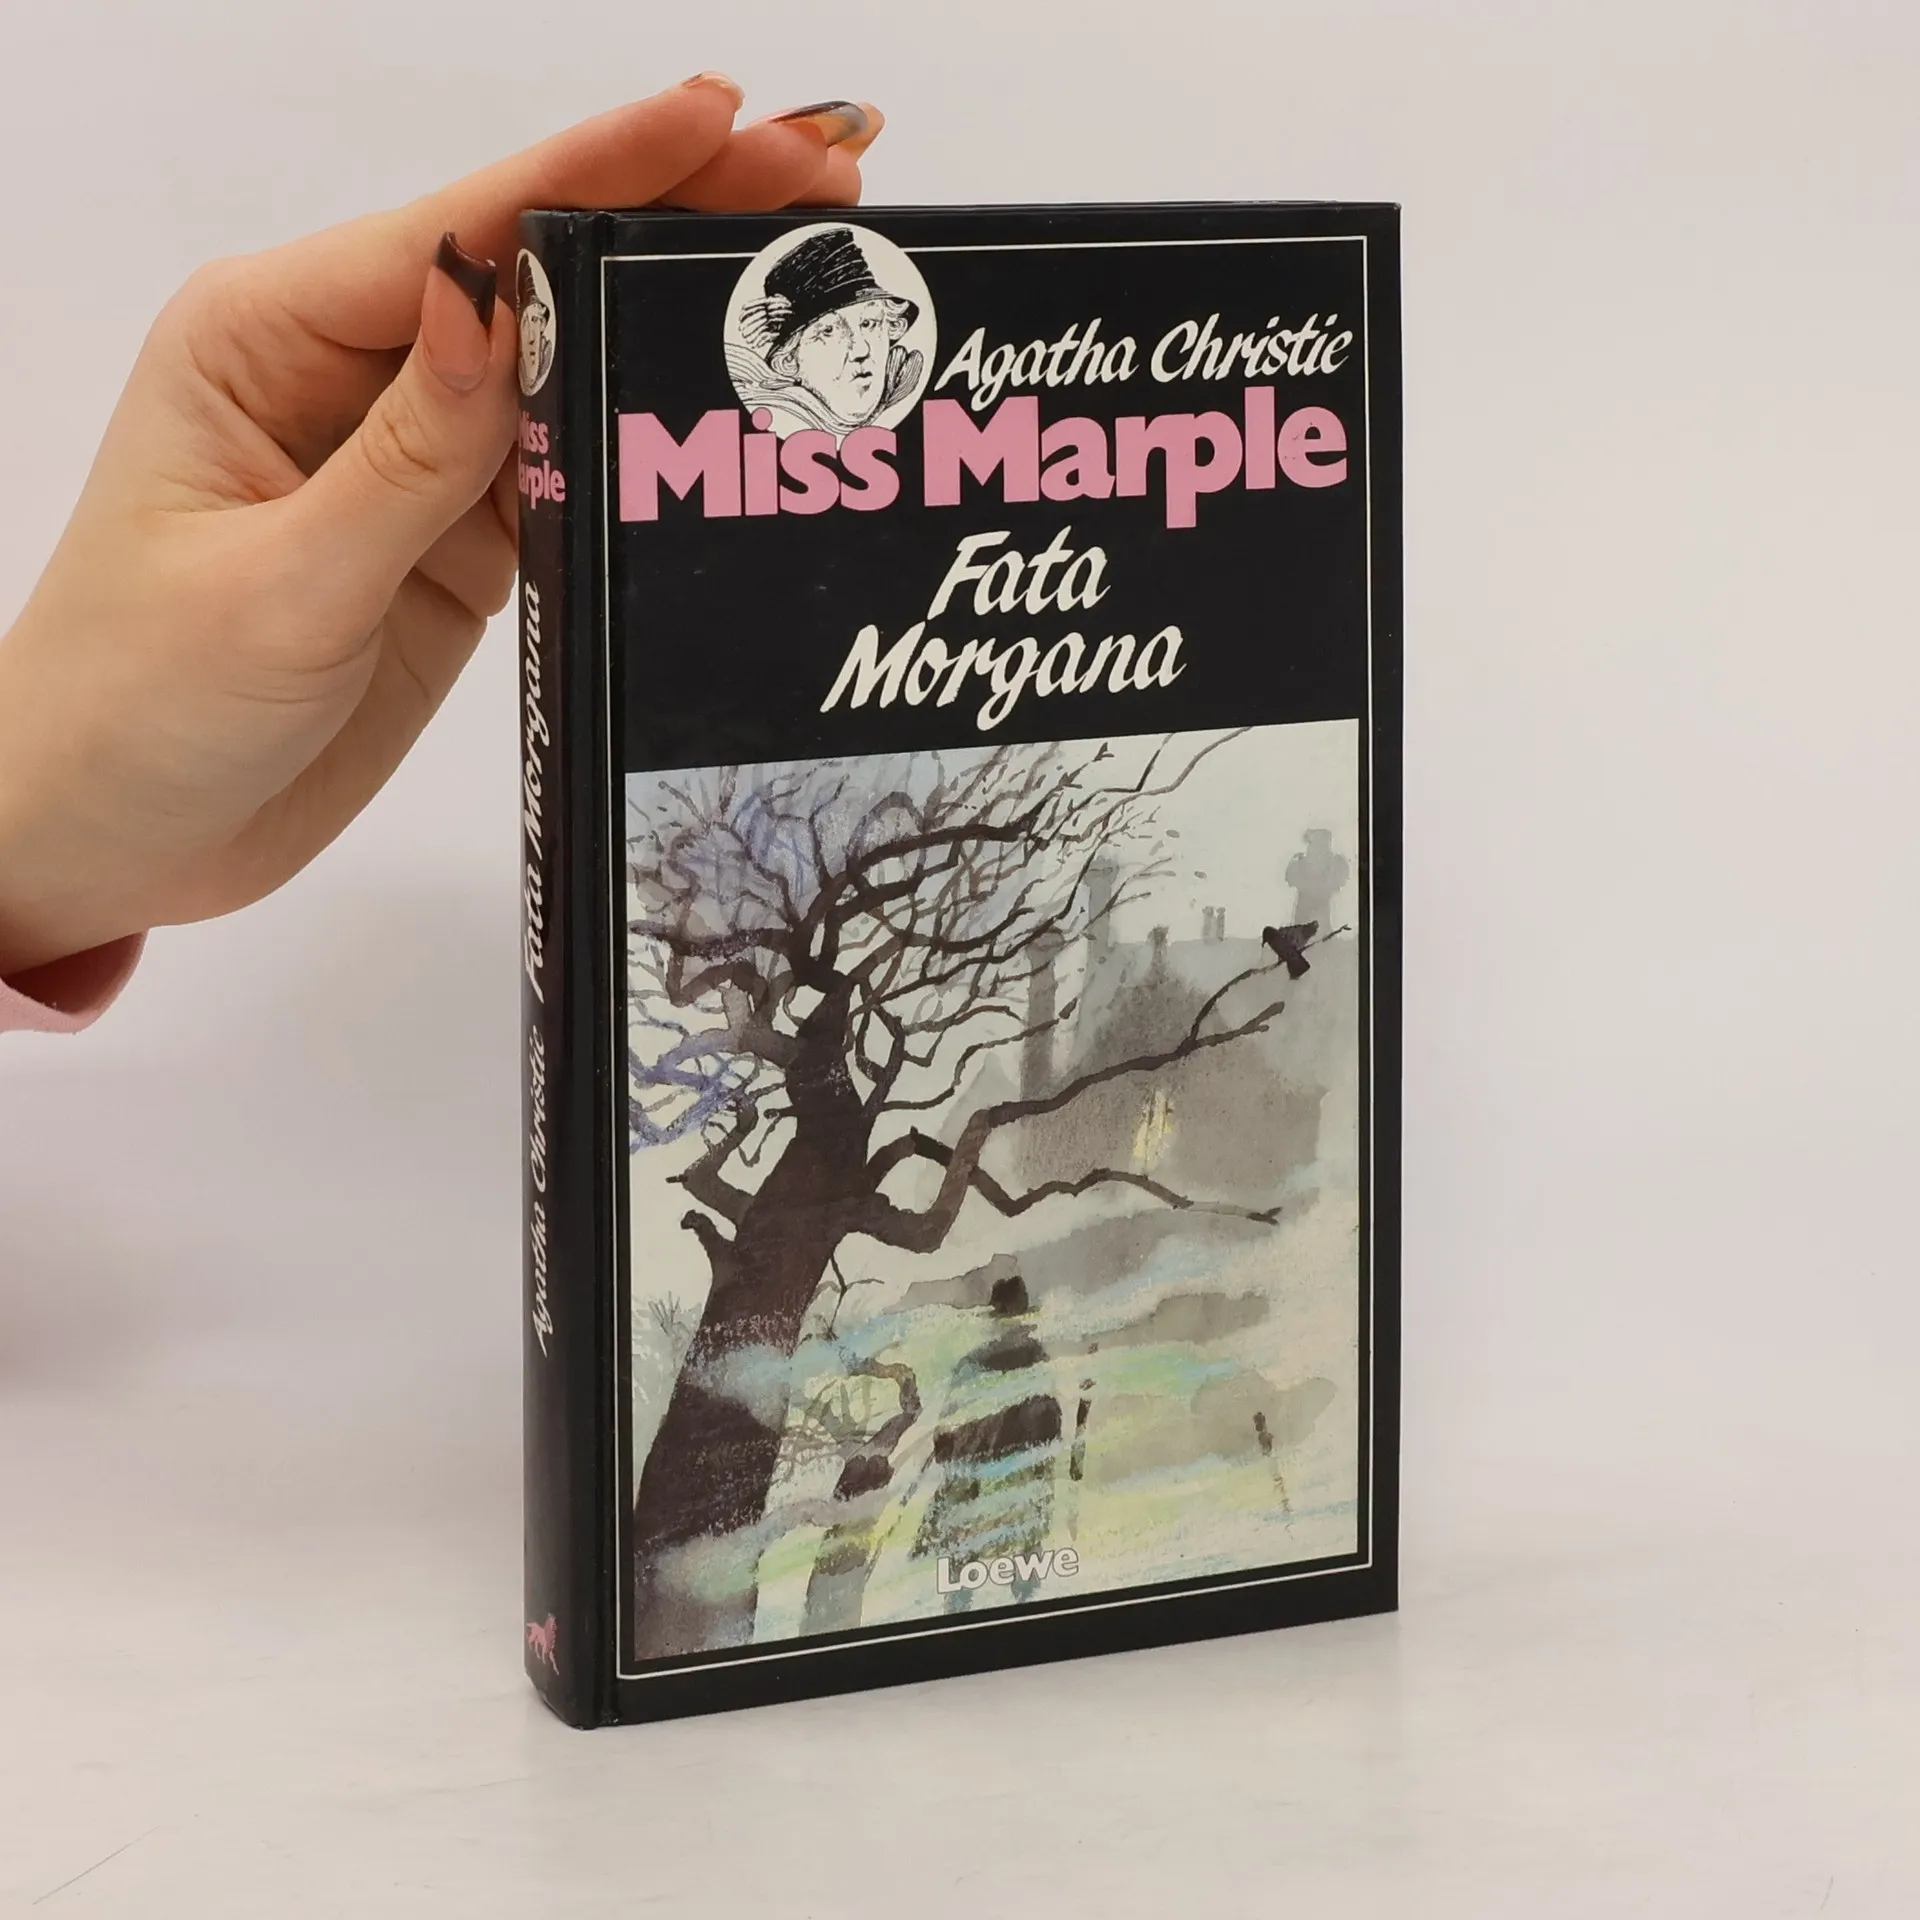 Agatha Christie
Miss Marple
Fata
Morgana
Loewe
Miss
Marple
Agatha Christie Fata Morgana